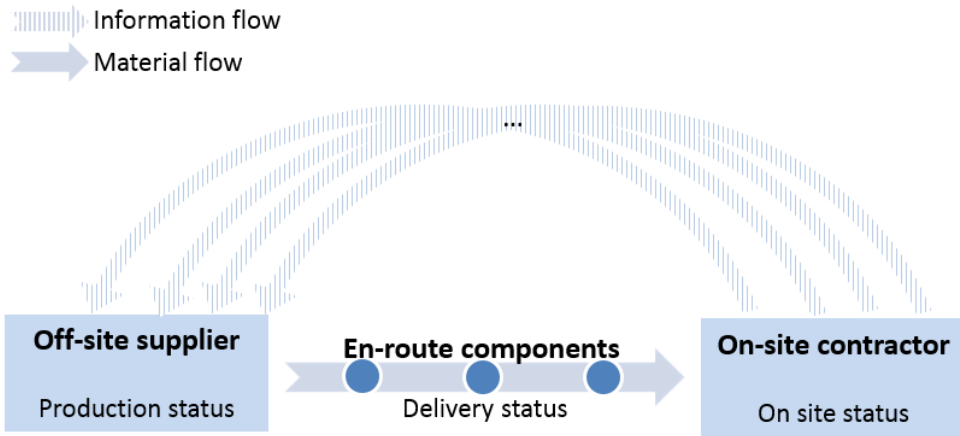 Information flow
Material flow
...
Off-site supplier
Production status
En-route components
Delivery status
On-site contractor
On site status